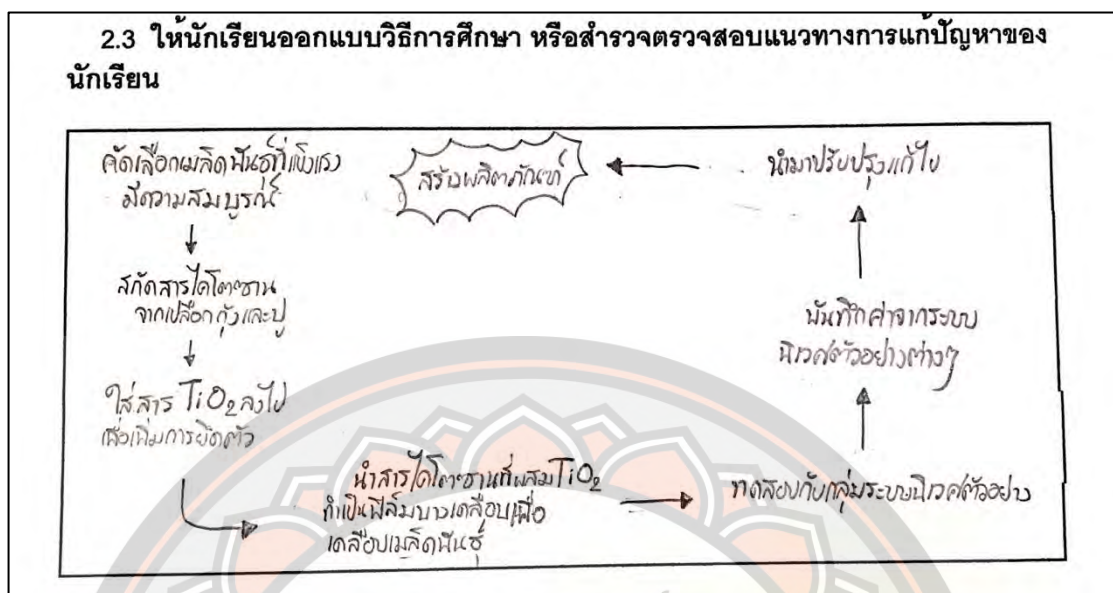 2.3 ให้นักเรียนออกแบบวิธีการศึกษา หรือสำรวจตรวจสอบแนวทางการแก้ปัญหาของ
นักเรียน
คัดเลือกเมล็ดพันธุ์ที่แข็งแรง
มีความสมบูรณ์
สกัดสารไคโตซาน
จากเปลือกกุ้งและปู
ใส่สาร TiO2 ลงไป
เพื่อเพิ่มการยึดตัว
นำสารไคโตซานที่ผสม TiO2
ทำเป็นฟิล์มบางเคลือบเพื่อ
เคลือบเมล็ดพันธุ์
ทดสอบกับกลุ่มระบบนิเวศตัวอย่าง
บันทึกค่าจากระบบ
นิเวศตัวอย่างต่างๆ
นำมาปรับปรุงแก้ไข
สร้างผลิตภัณฑ์